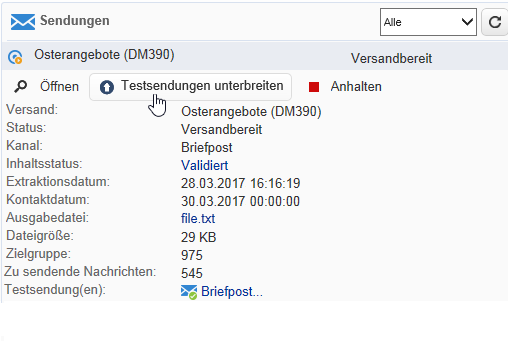 Sendungen
Alle
Osterangebote (DM390) Versandbereit
Öffnen Testsendungen unterbreiten Anhalten
Versand: Osterangebote (DM390)
Status: Versandbereit
Kanal: Briefpost
Inhaltsstatus: Validiert
Extraktionsdatum: 28.03.2017 16:16:19
Kontaktdatum: 30.03.2017 00:00:00
Ausgabedatei: file.txt
Dateigröße: 29 KB
Zielgruppe: 975
Zu sendende Nachrichten: 545
Testsendung(en): Briefpost...